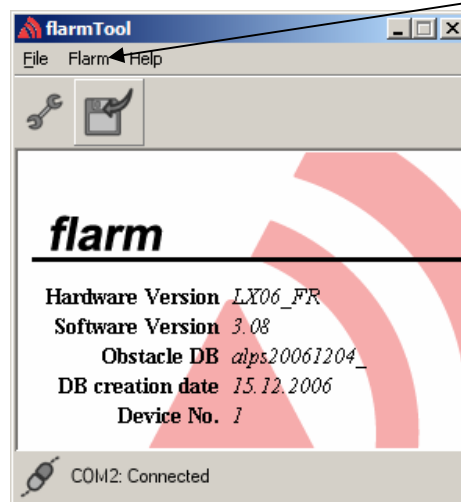 flarmTool
File Flarm Help
flarm
Hardware Version LX06_FR
Software Version 3.08
Obstacle DB alps20061204_
DB creation date 15.12.2006
Device No. 1
COM2: Connected